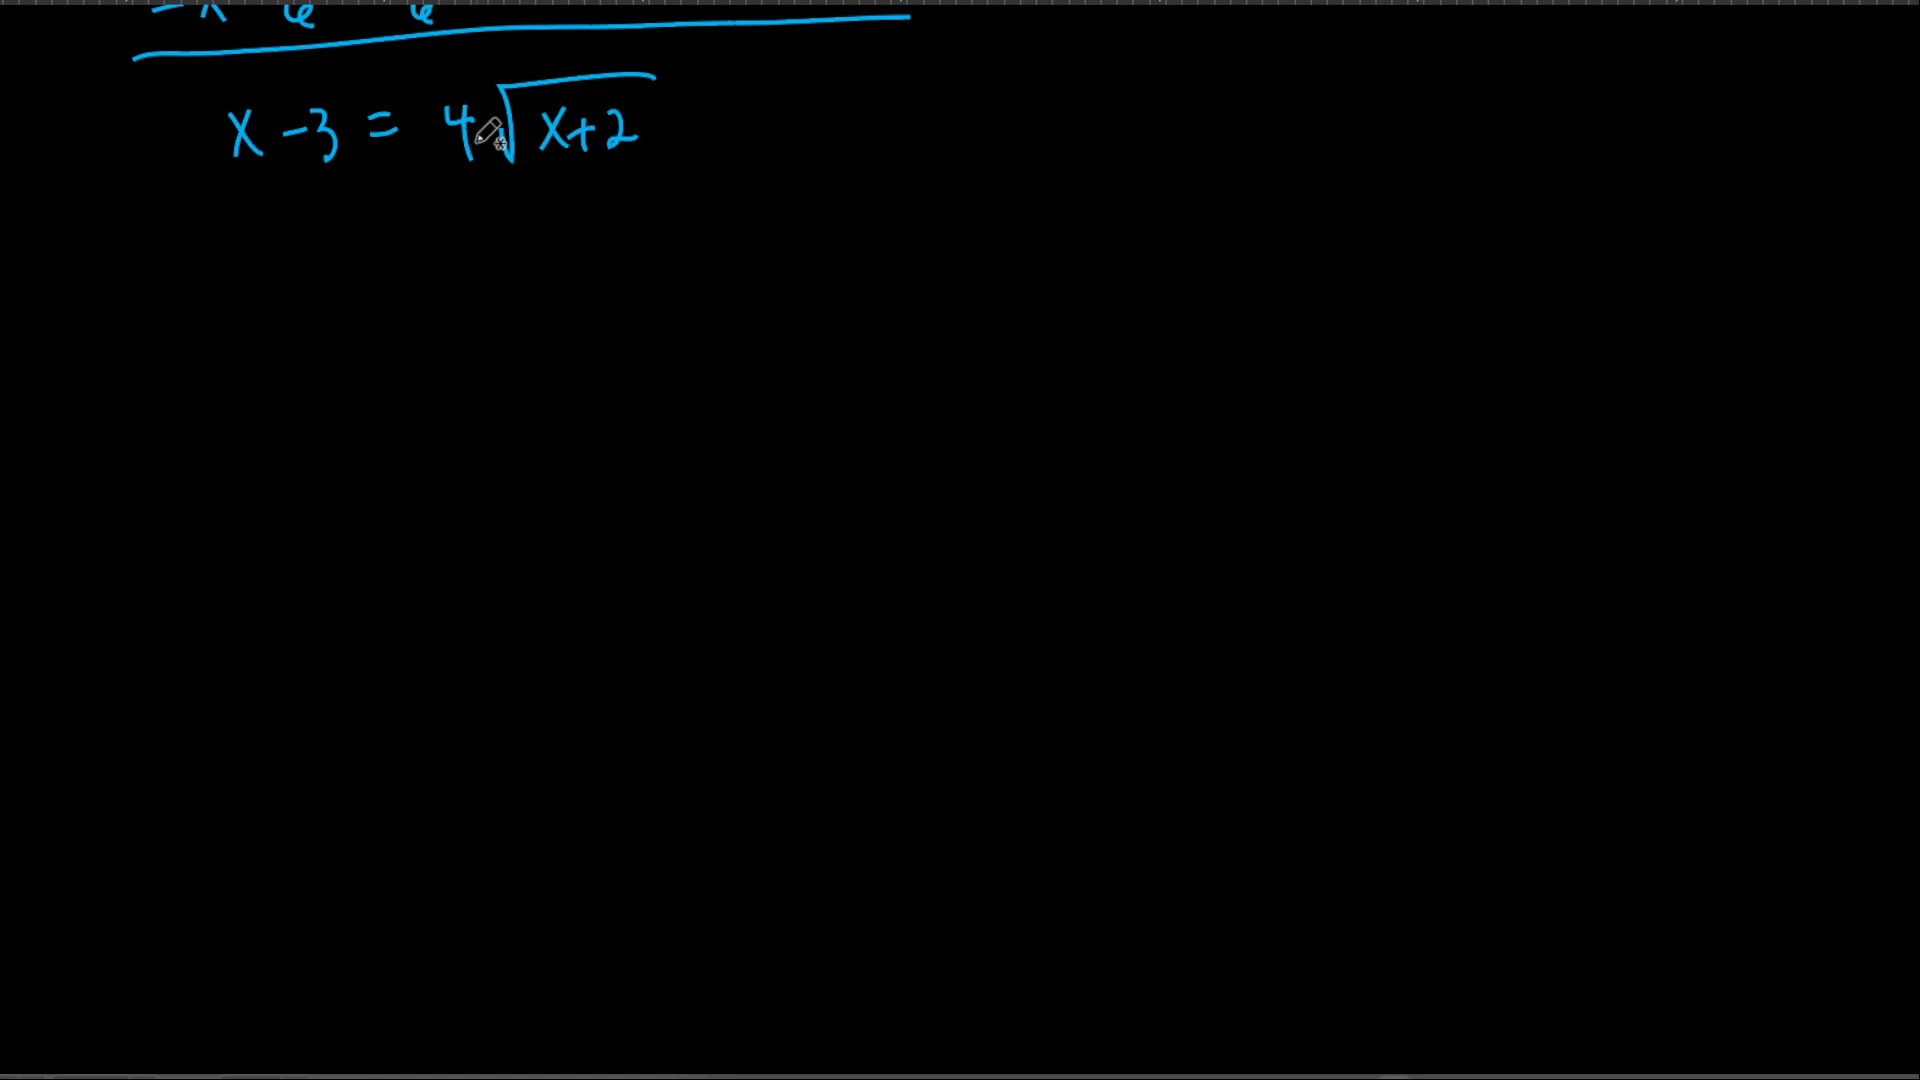 x - 3 = 4√(x+2)